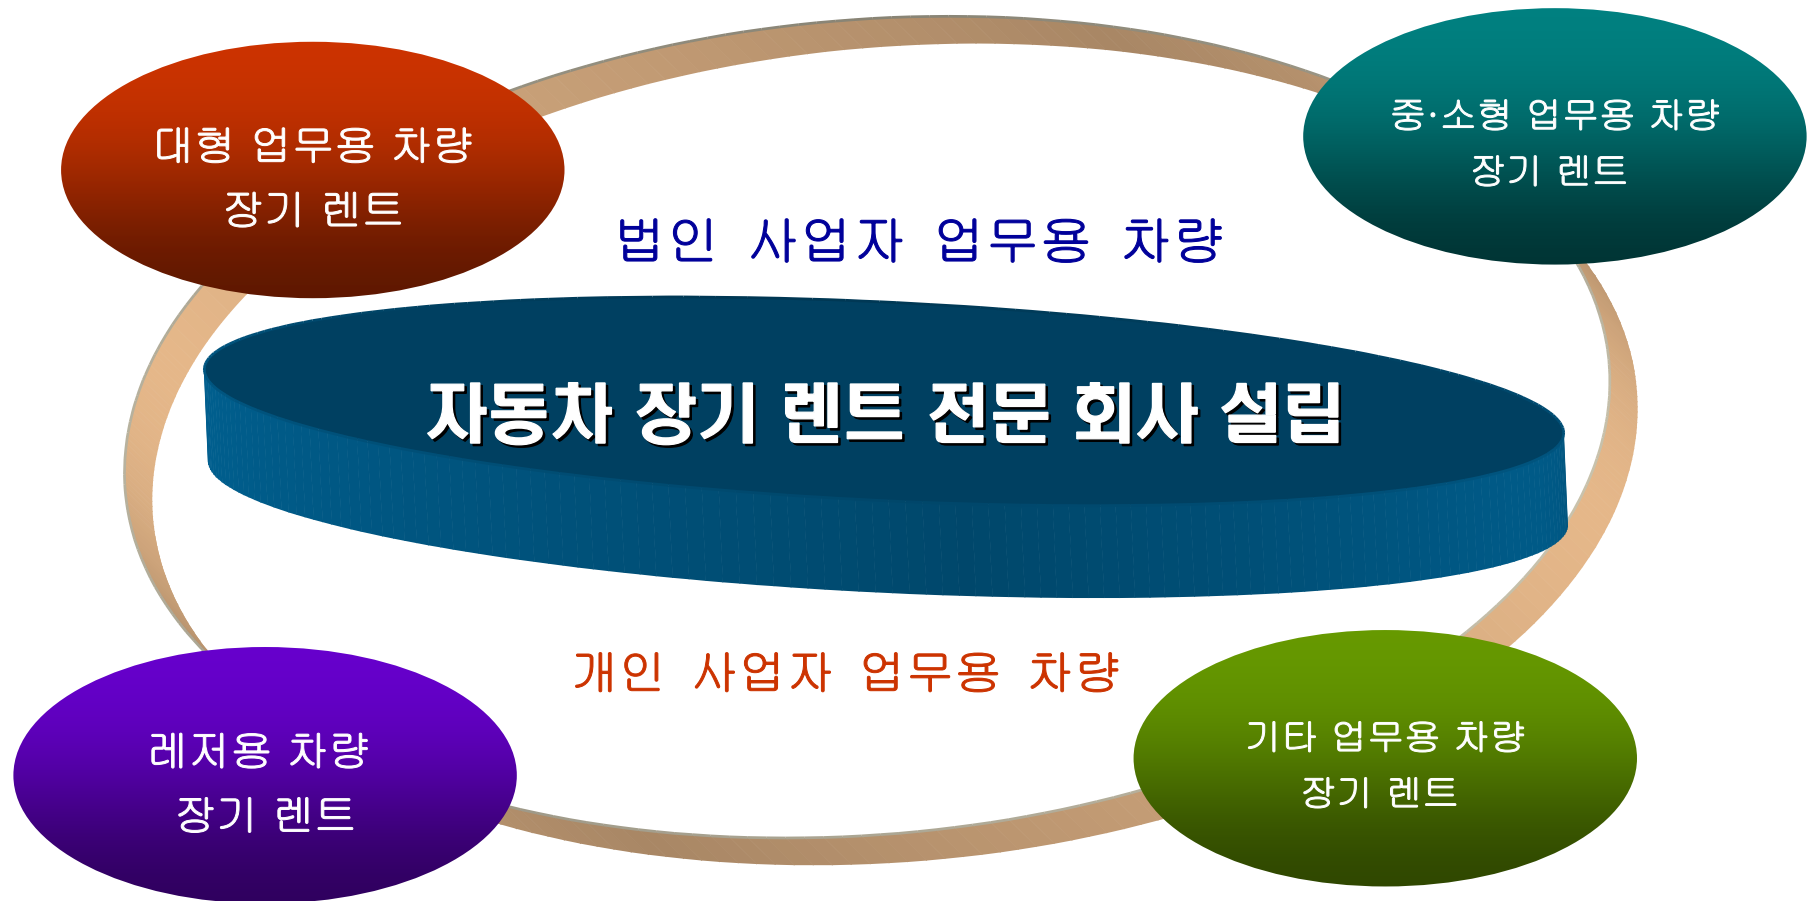 대형 업무용 차량
장기 렌트
중·소형 업무용 차량
장기 렌트
법인 사업자 업무용 차량
자동차 장기 렌트 전문 회사 설립
개인 사업자 업무용 차량
레저용 차량
장기 렌트
기타 업무용 차량
장기 렌트